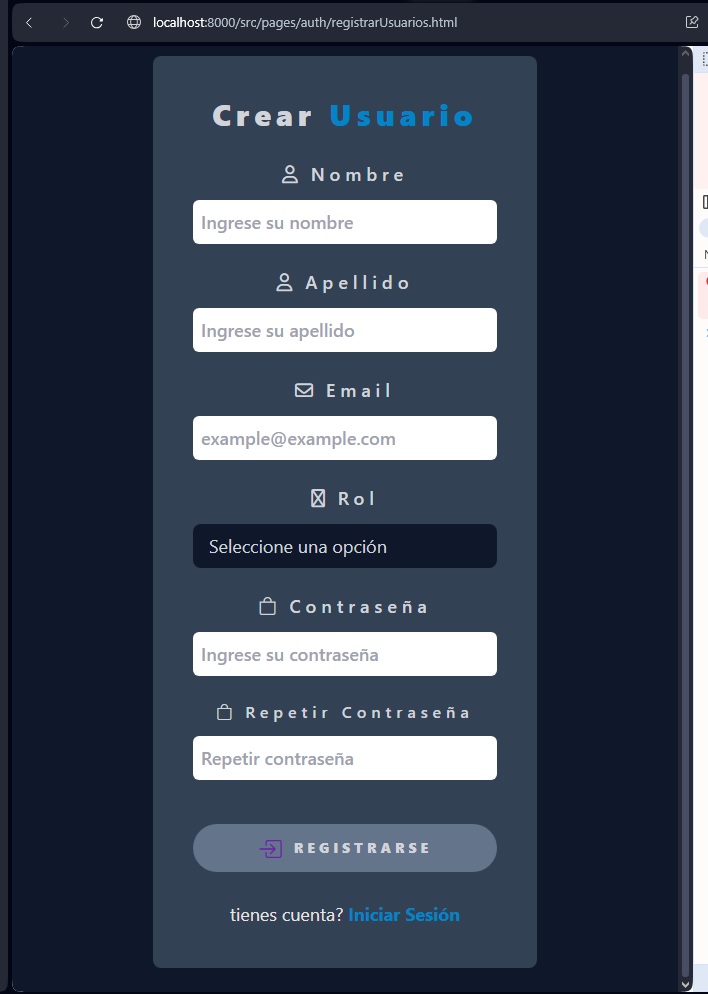 localhost:8000/src/pages/auth/registrarUsuarios.html
Crear Usuario
Nombre
Ingrese su nombre
Apellido
Ingrese su apellido
Email
example@example.com
Rol
Seleccione una opción
Contraseña
Ingrese su contraseña
Repetir Contraseña
Repetir contraseña
REGISTRARSE
tienes cuenta? Iniciar Sesión